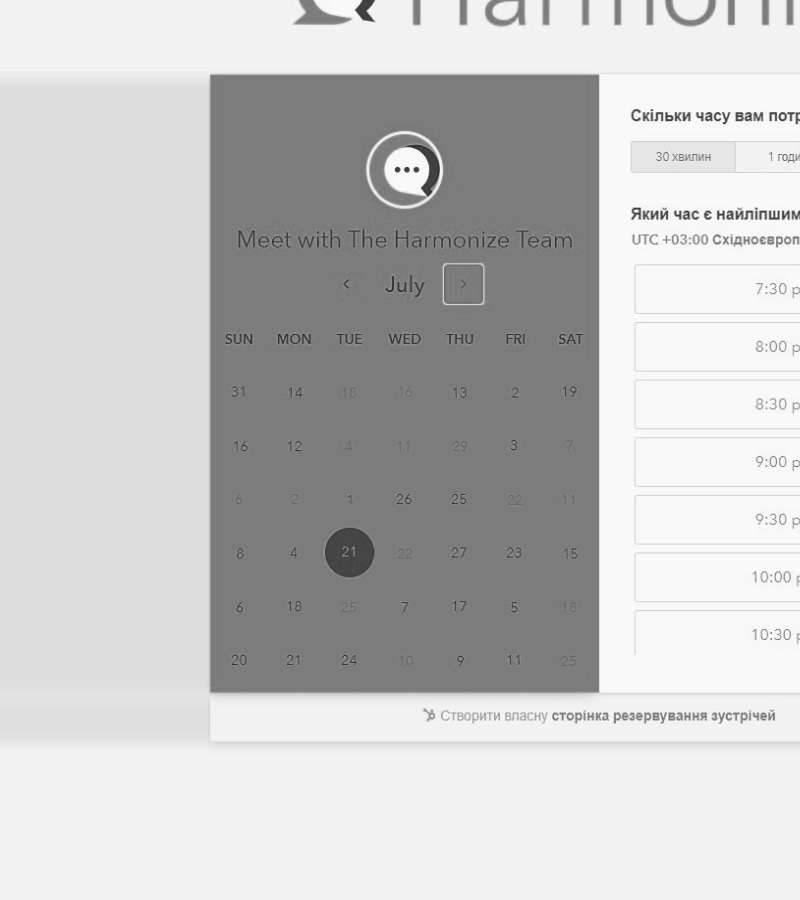 Harmoni
Meet with The Harmonize Team
July
SUN MON TUE WED THU FRI SAT
31 14 18 16 13 2 19
16 12 4 11 29 3 7
6 2 1 26 25 22 11
8 4 21 22 27 23 15
6 18 25 7 17 5 18
20 21 24 10 9 11 25
Скільки часу вам потр
30 хвилин 1 годи
Який час є найліпшим
UTC +03:00 Східноєвроп
7:30 p
8:00 p
8:30 p
9:00 p
9:30 p
10:00 p
10:30 p
Створити власну сторінка резервування зустрічей